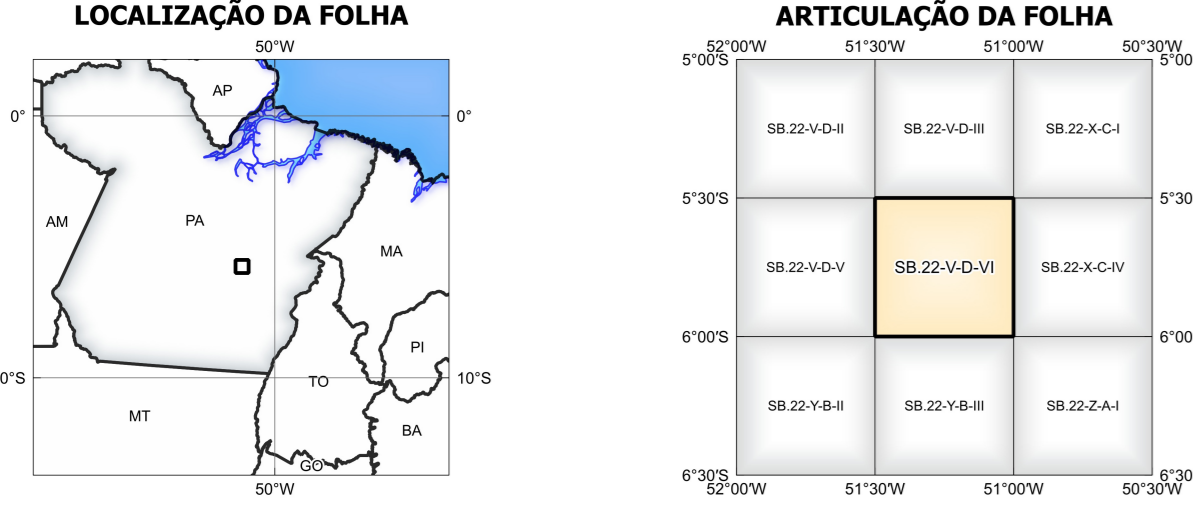 LOCALIZAÇÃO DA FOLHA
50°W
AP
0°
0°
AM
PA
MA
PI
0°S
10°S
TO
MT
BA
GO
50°W
ARTICULAÇÃO DA FOLHA
52°00'W 51°30'W 51°00'W 50°30'W
5°00'S 5°00
SB.22-V-D-II SB.22-V-D-III SB.22-X-C-I
5°30'S 5°30
SB.22-V-D-V SB.22-V-D-VI SB.22-X-C-IV
6°00'S 6°00
SB.22-Y-B-II SB.22-Y-B-III SB.22-Z-A-I
6°30'S 6°30
52°00'W 51°30'W 51°00'W 50°30'W